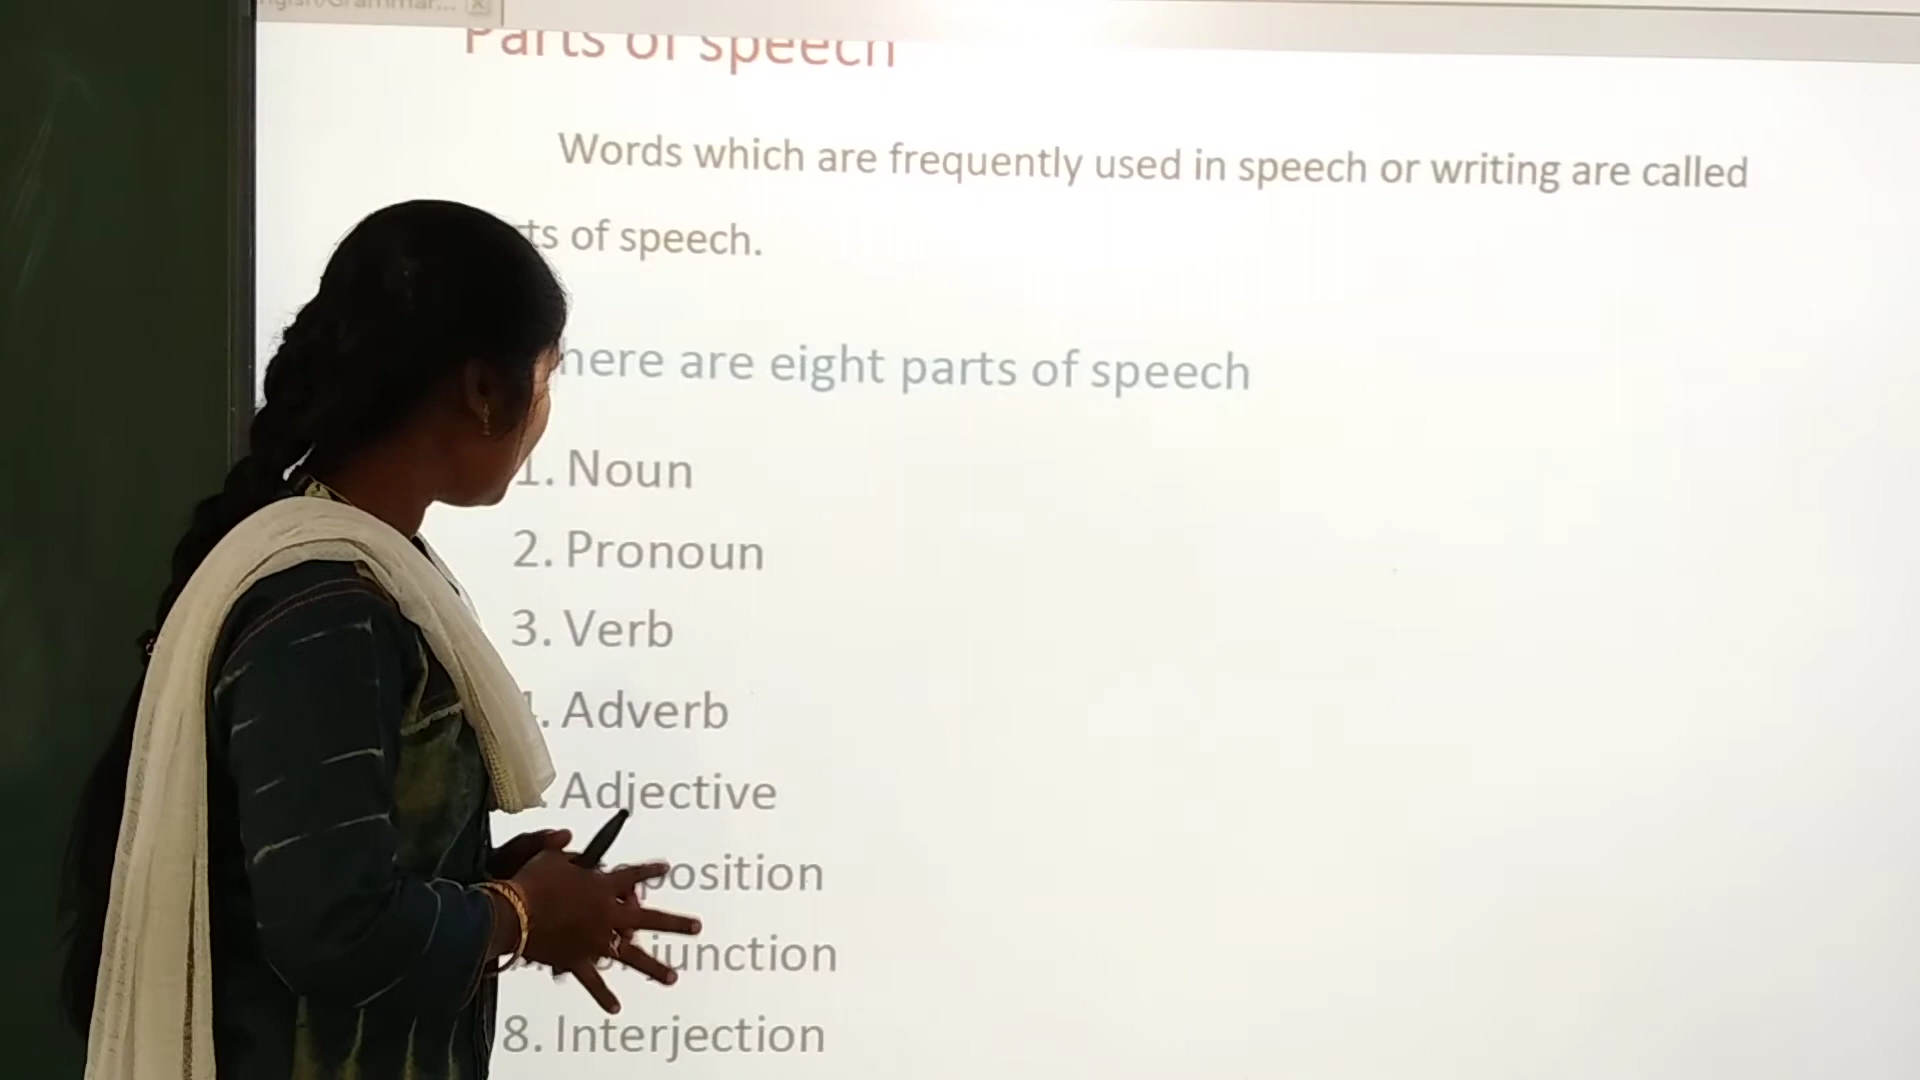 Parts of speech
Words which are frequently used in speech or writing are called
of speech.
are eight parts of speech
1. Noun
2. Pronoun
3. Verb
Adverb
Adjective
8. Interjection